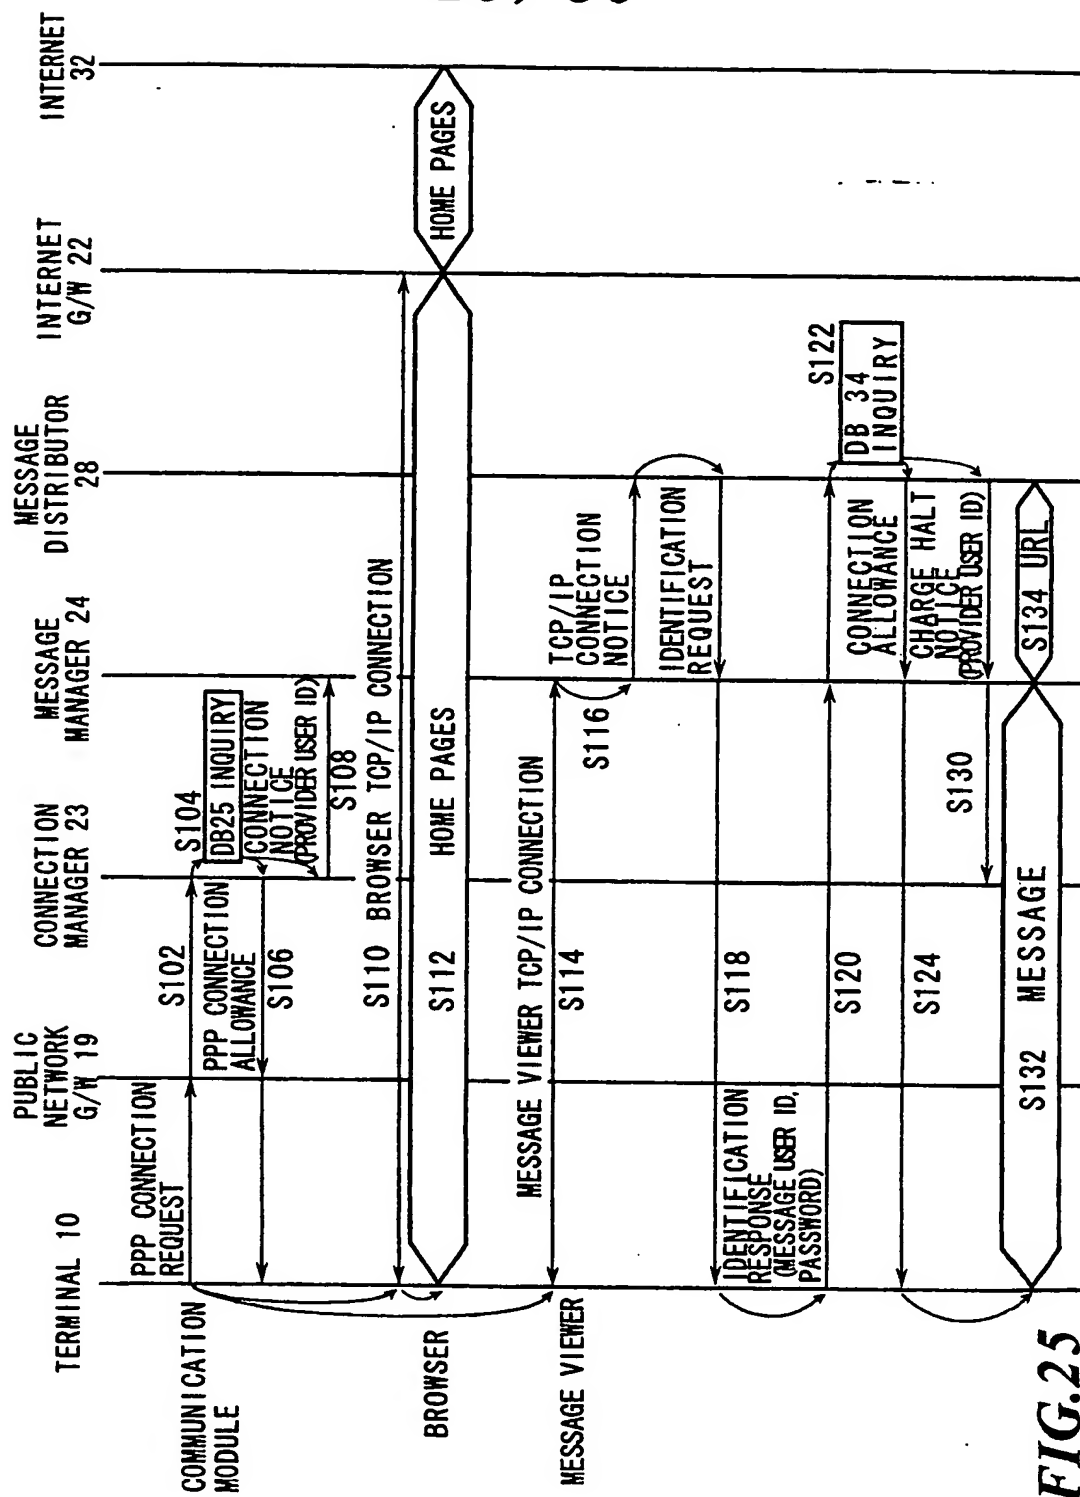 TERMINAL 10
PUBLIC
NETWORK
G/W 19
CONNECTION
MANAGER 23
MESSAGE
MANAGER 24
MESSAGE
DISTRIBUTOR
28
INTERNET
G/W 22
INTERNET
32
COMMUNICATION
MODULE
PPP CONNECTION
REQUEST
S102
S104
DB25 INQUIRY
PPP CONNECTION
ALLOWANCE
S106
CONNECTION
NOTICE
(PROVIDER USER ID)
S108
S110 BROWSER TCP/IP CONNECTION
BROWSER
S112 HOME PAGES
HOME PAGES
MESSAGE VIEWER TCP/IP CONNECTION
MESSAGE VIEWER
S114
S116
TCP/IP
CONNECTION
NOTICE
IDENTIFICATION
REQUEST
S118
IDENTIFICATION
RESPONSE
(MESSAGE USER ID,
PASSWORD)
S120
S122
DB 34
INQUIRY
CONNECTION
ALLOWANCE
S124
CHARGE HALT
NOTICE
(PROVIDER USER ID)
S130
S132 MESSAGE
S134 URL
FIG.25